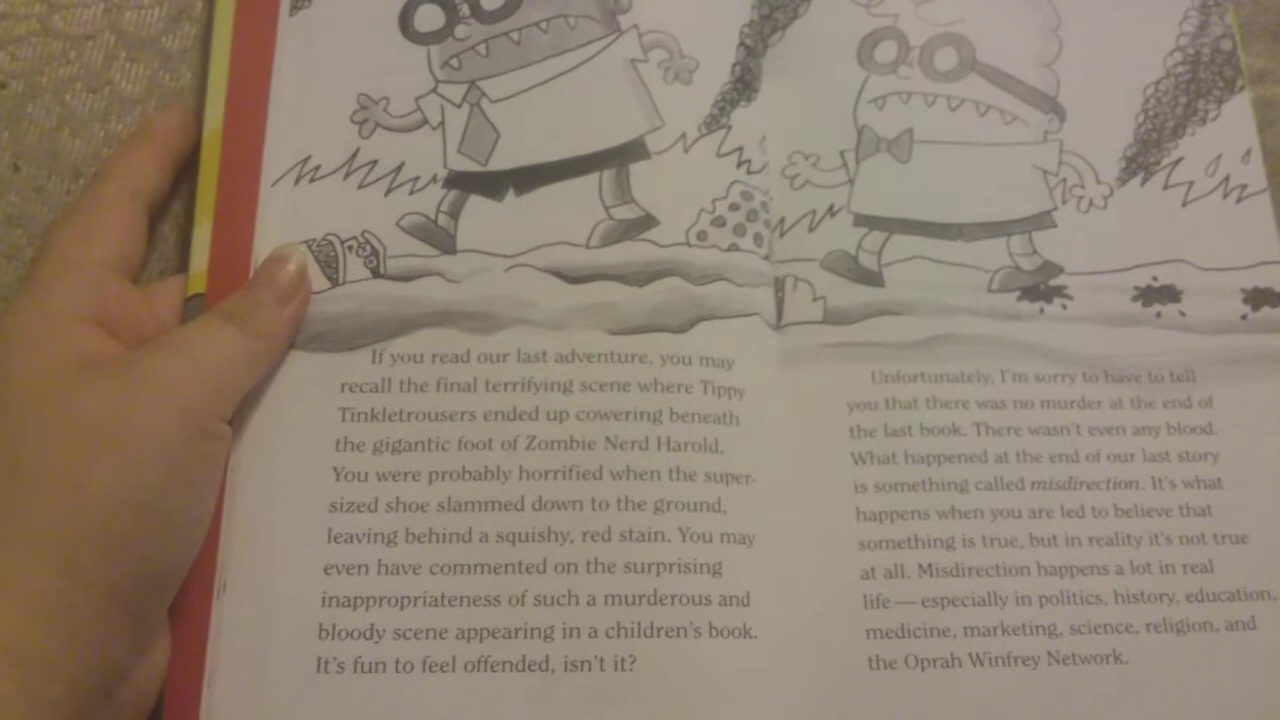 If you read our last adventure, you may
recall the final terrifying scene where Tippy
Tinkletrousers ended up cowering beneath
the gigantic foot of Zombie Nerd Harold.
You were probably horrified when the super-
sized shoe slammed down to the ground,
leaving behind a squishy, red stain. You may
even have commented on the surprising
inappropriateness of such a murderous and
bloody scene appearing in a children's book.
It's fun to feel offended, isn't it?
Unfortunately, I'm sorry to have to tell
you that there was no murder at the end of
the last book. There wasn't even any blood.
What happened at the end of our last story
is something called misdirection. It's what
happens when you are led to believe that
something is true, but in reality it's not true
at all. Misdirection happens a lot in real
life — especially in politics, history, education,
medicine, marketing, science, religion, and
the Oprah Winfrey Network.